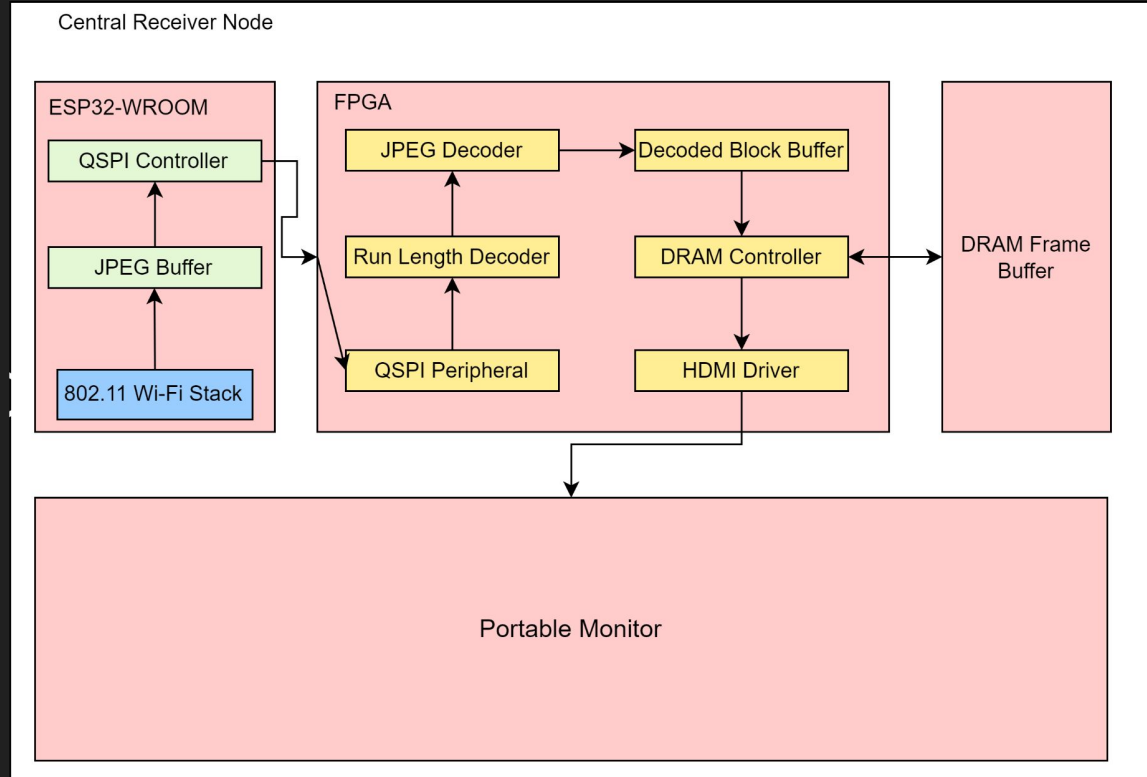 Central Receiver Node
ESP32-WROOM
QSPI Controller
JPEG Buffer
802.11 Wi-Fi Stack
FPGA
JPEG Decoder
Decoded Block Buffer
Run Length Decoder
DRAM Controller
QSPI Peripheral
HDMI Driver
DRAM Frame
Buffer
Portable Monitor